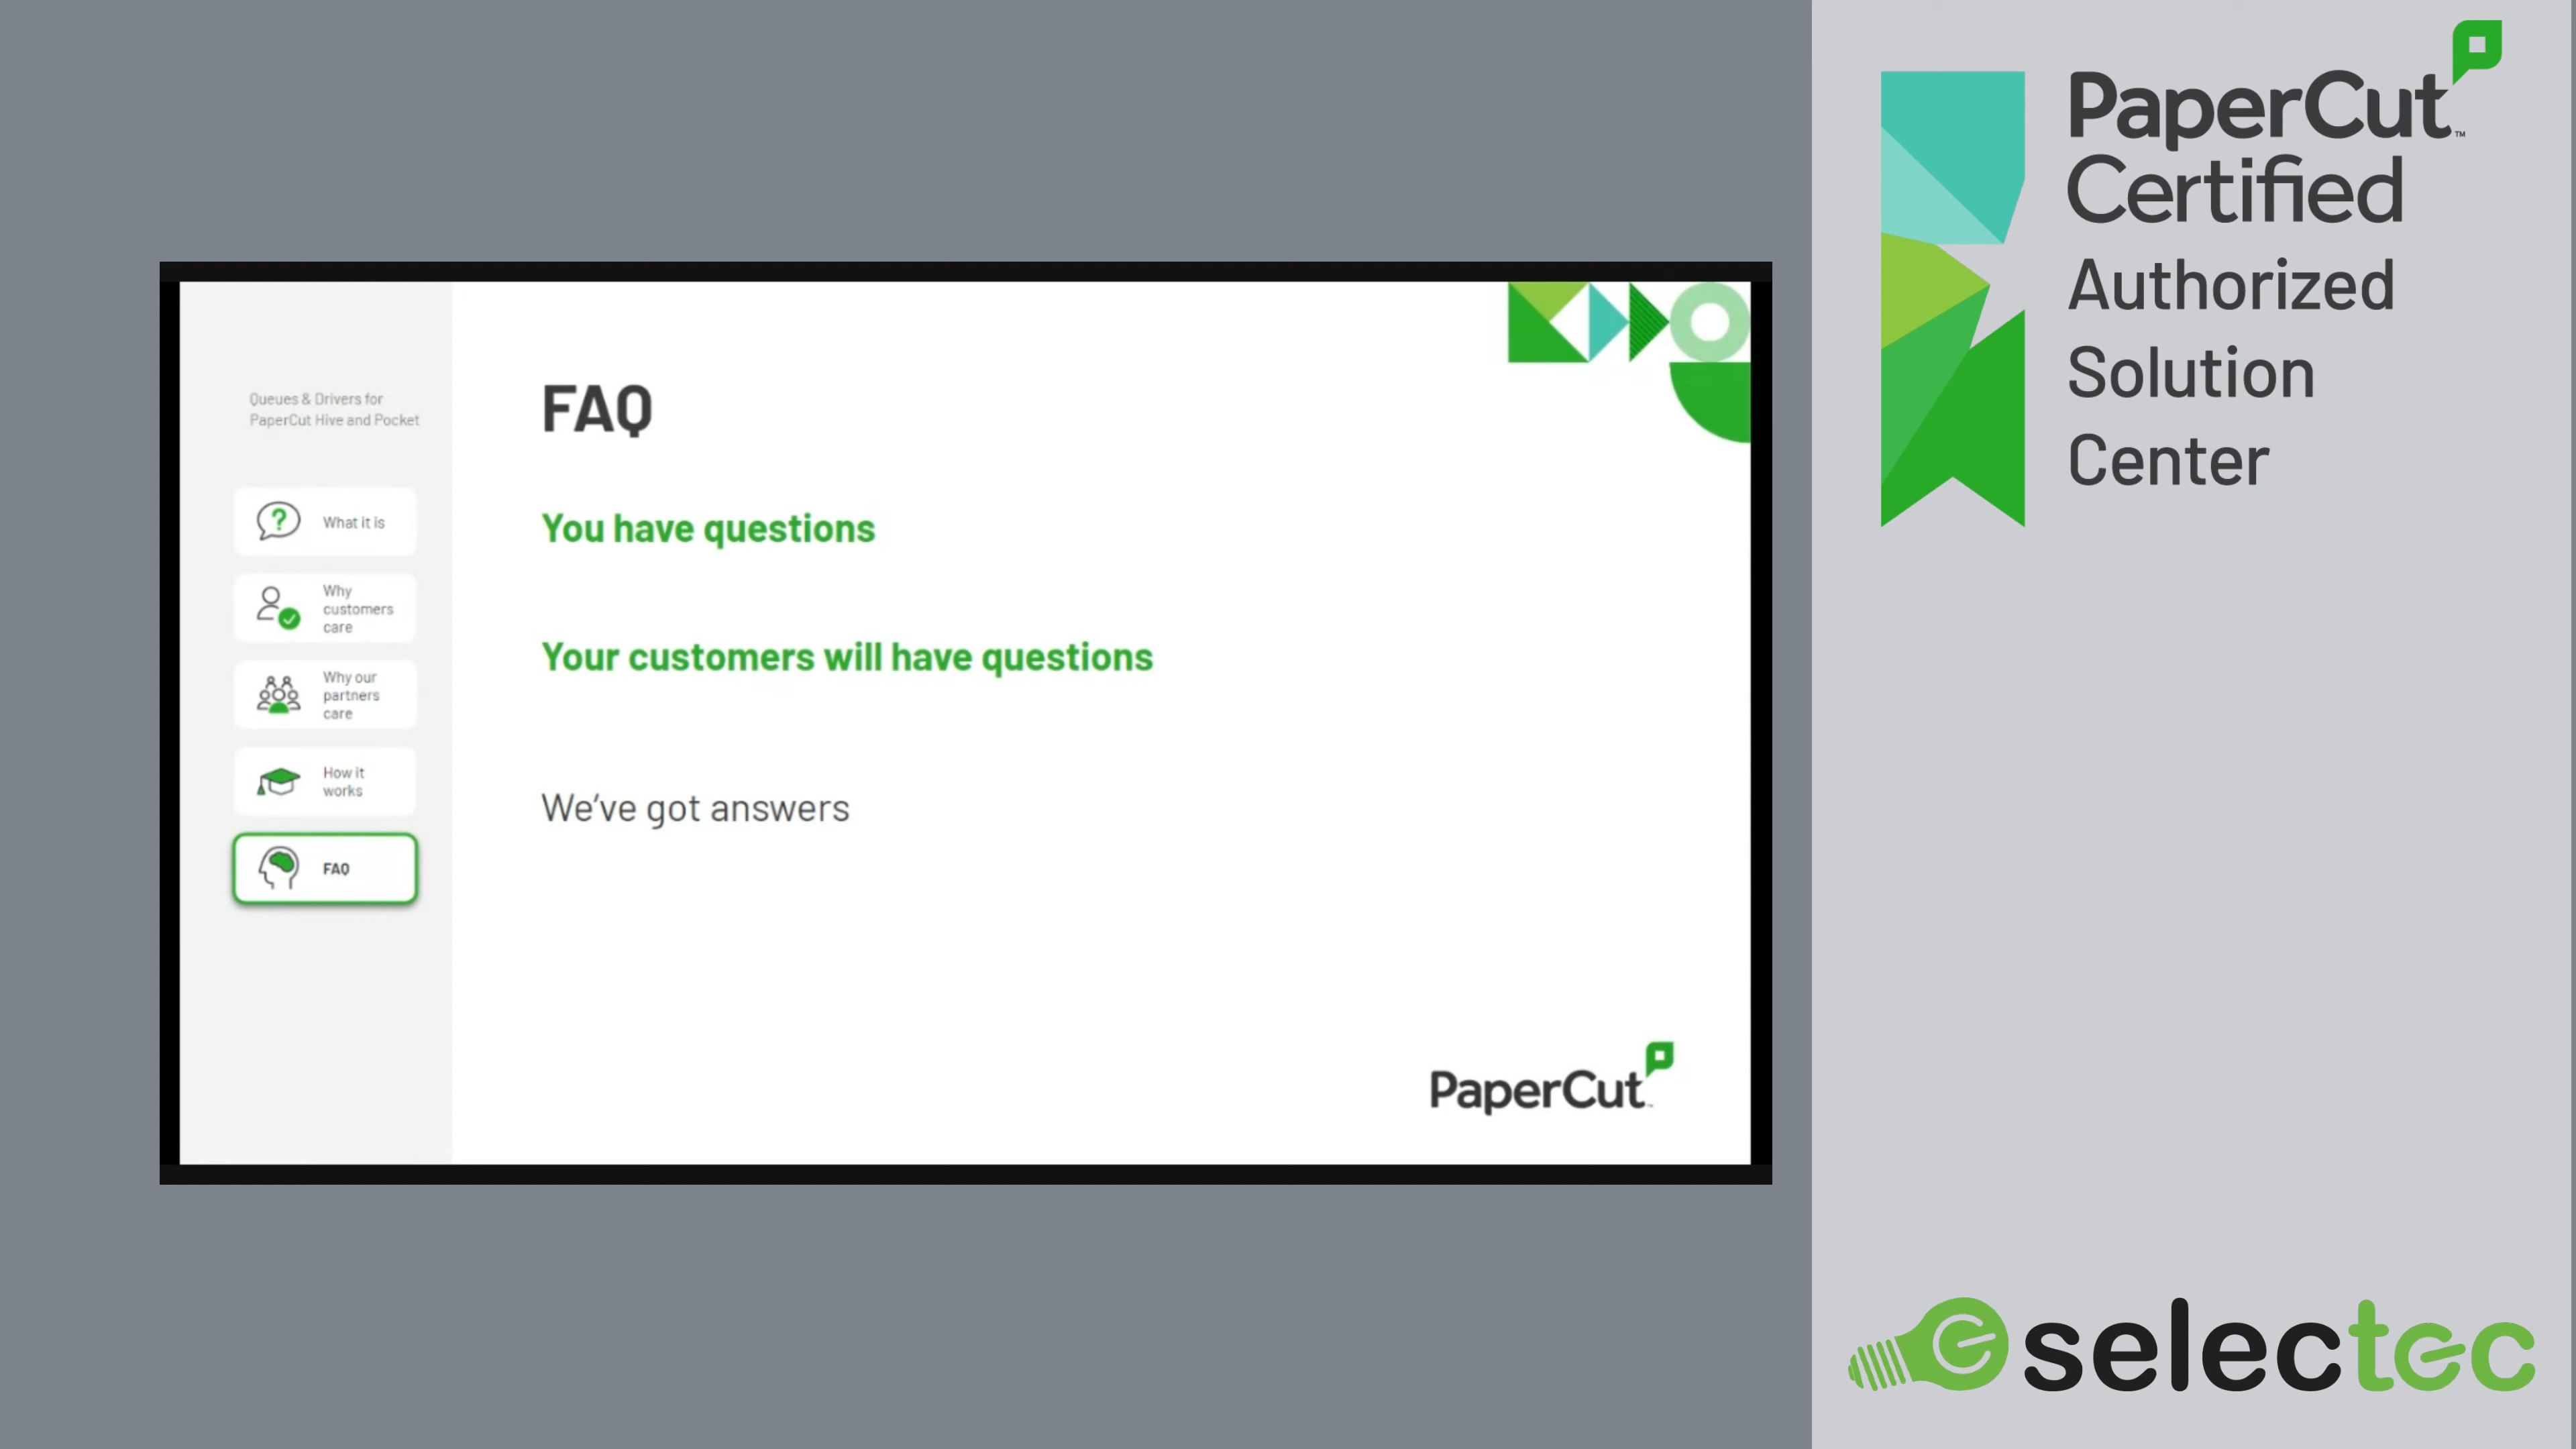 Queues & Drivers for
PaperCut Hive and Pocket
What it is
Why
customers
care
Why our
partners
care
How it
works
FAQ
FAQ
You have questions
Your customers will have questions
We've got answers
PaperCut
PaperCut™
Certified
Authorized
Solution
Center
selectec